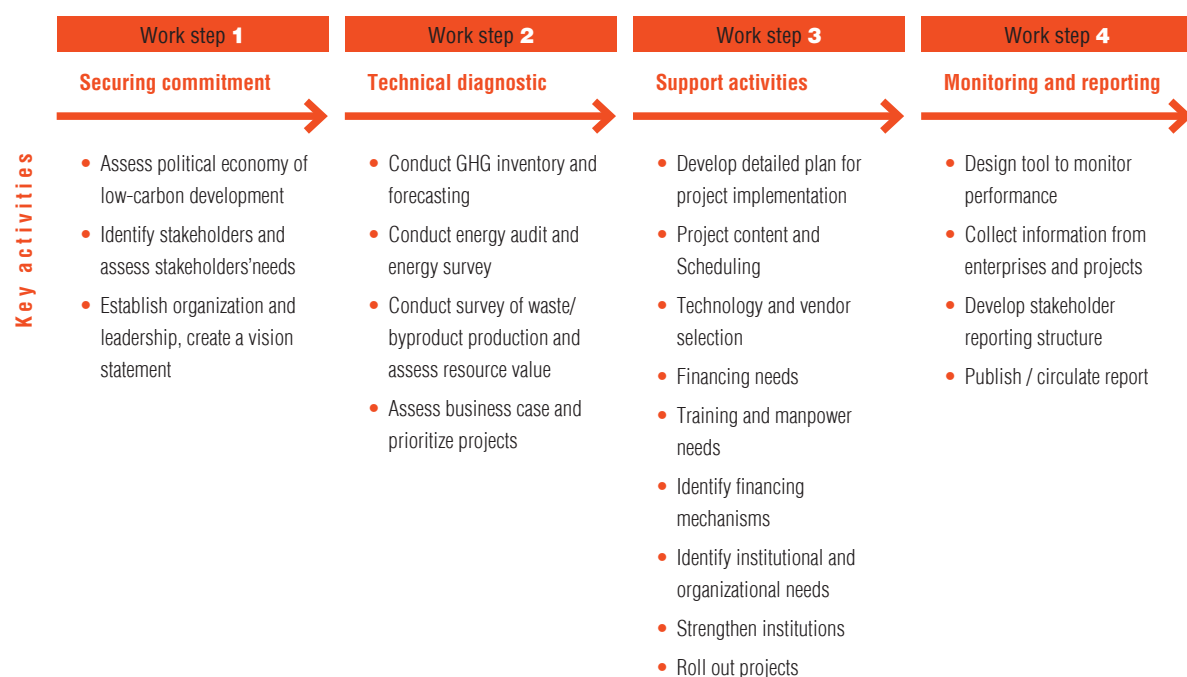 Work step 1
Securing commitment
Key activities
• Assess political economy of
low-carbon development
• Identify stakeholders and
assess stakeholders'needs
• Establish organization and
leadership, create a vision
statement
Work step 2
Technical diagnostic
• Conduct GHG inventory and
forecasting
• Conduct energy audit and
energy survey
• Conduct survey of waste/
byproduct production and
assess resource value
• Assess business case and
prioritize projects
Work step 3
Support activities
• Develop detailed plan for
project implementation
• Project content and
Scheduling
• Technology and vendor
selection
• Financing needs
• Training and manpower
needs
• Identify financing
mechanisms
• Identify institutional and
organizational needs
• Strengthen institutions
• Roll out projects
Work step 4
Monitoring and reporting
• Design tool to monitor
performance
• Collect information from
enterprises and projects
• Develop stakeholder
reporting structure
• Publish / circulate report